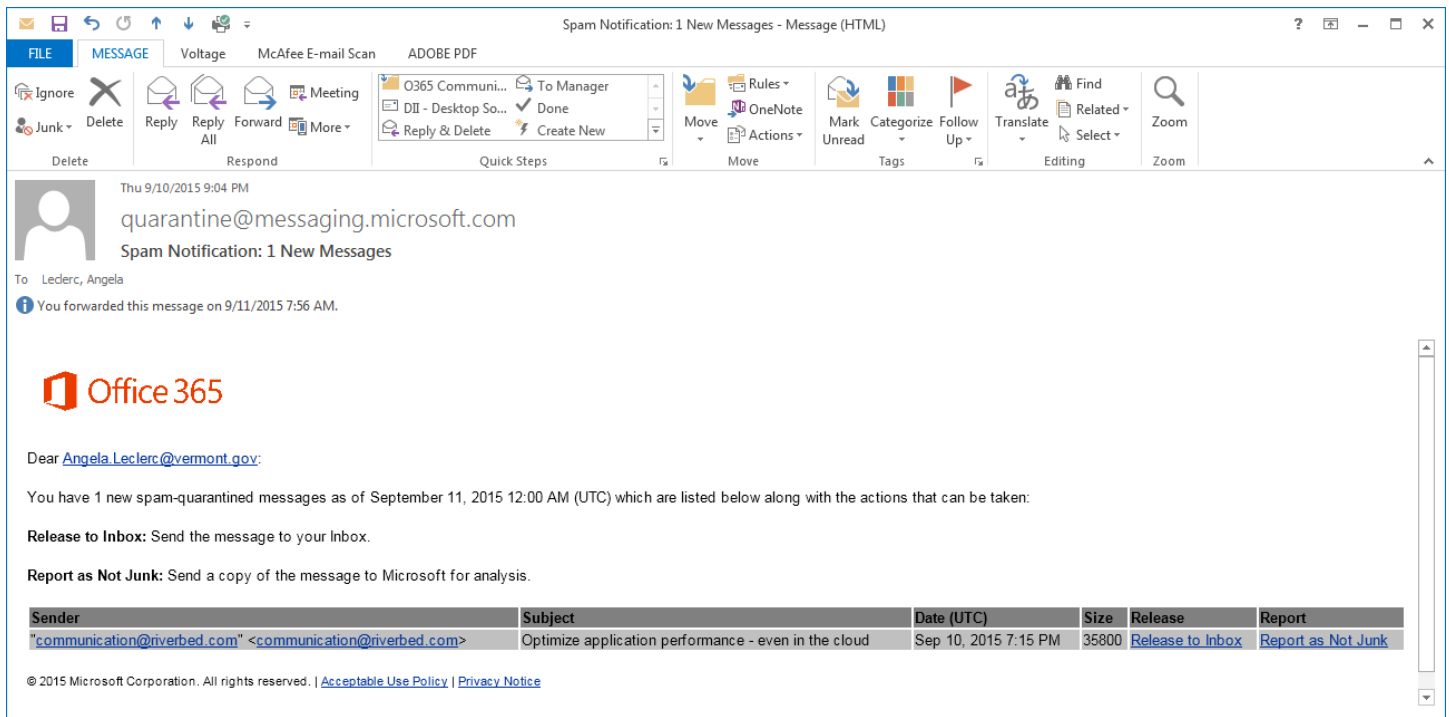 Spam Notification: 1 New Messages - Message (HTML)
?
FILE MESSAGE Voltage McAfee E-mail Scan ADOBE PDF
Ignore
Junk
Delete
Reply
Reply All
Forward
Meeting
More
O365 Communi...
To Manager
DII - Desktop So...
Done
Reply & Delete
Create New
Move
Rules
OneNote
Actions
Mark Unread
Categorize
Follow Up
Translate
Find
Related
Select
Zoom
Delete Respond Quick Steps Move Tags Editing Zoom
Thu 9/10/2015 9:04 PM
quarantine@messaging.microsoft.com
Spam Notification: 1 New Messages
To Leclerc, Angela
You forwarded this message on 9/11/2015 7:56 AM.
Office 365
Dear Angela.Leclerc@vermont.gov:
You have 1 new spam-quarantined messages as of September 11, 2015 12:00 AM (UTC) which are listed below along with the actions that can be taken:
Release to Inbox: Send the message to your Inbox.
Report as Not Junk: Send a copy of the message to Microsoft for analysis.
Sender Subject Date (UTC) Size Release Report
"communication@riverbed.com" <communication@riverbed.com> Optimize application performance - even in the cloud Sep 10, 2015 7:15 PM 35800 Release to Inbox Report as Not Junk
© 2015 Microsoft Corporation. All rights reserved. | Acceptable Use Policy | Privacy Notice